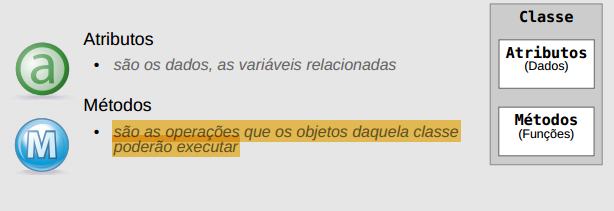 Atributos
• são os dados, as variáveis relacionadas
Métodos
• são as operações que os objetos daquela classe
poderão executar
a
M
Classe
Atributos
(Dados)
Métodos
(Funções)